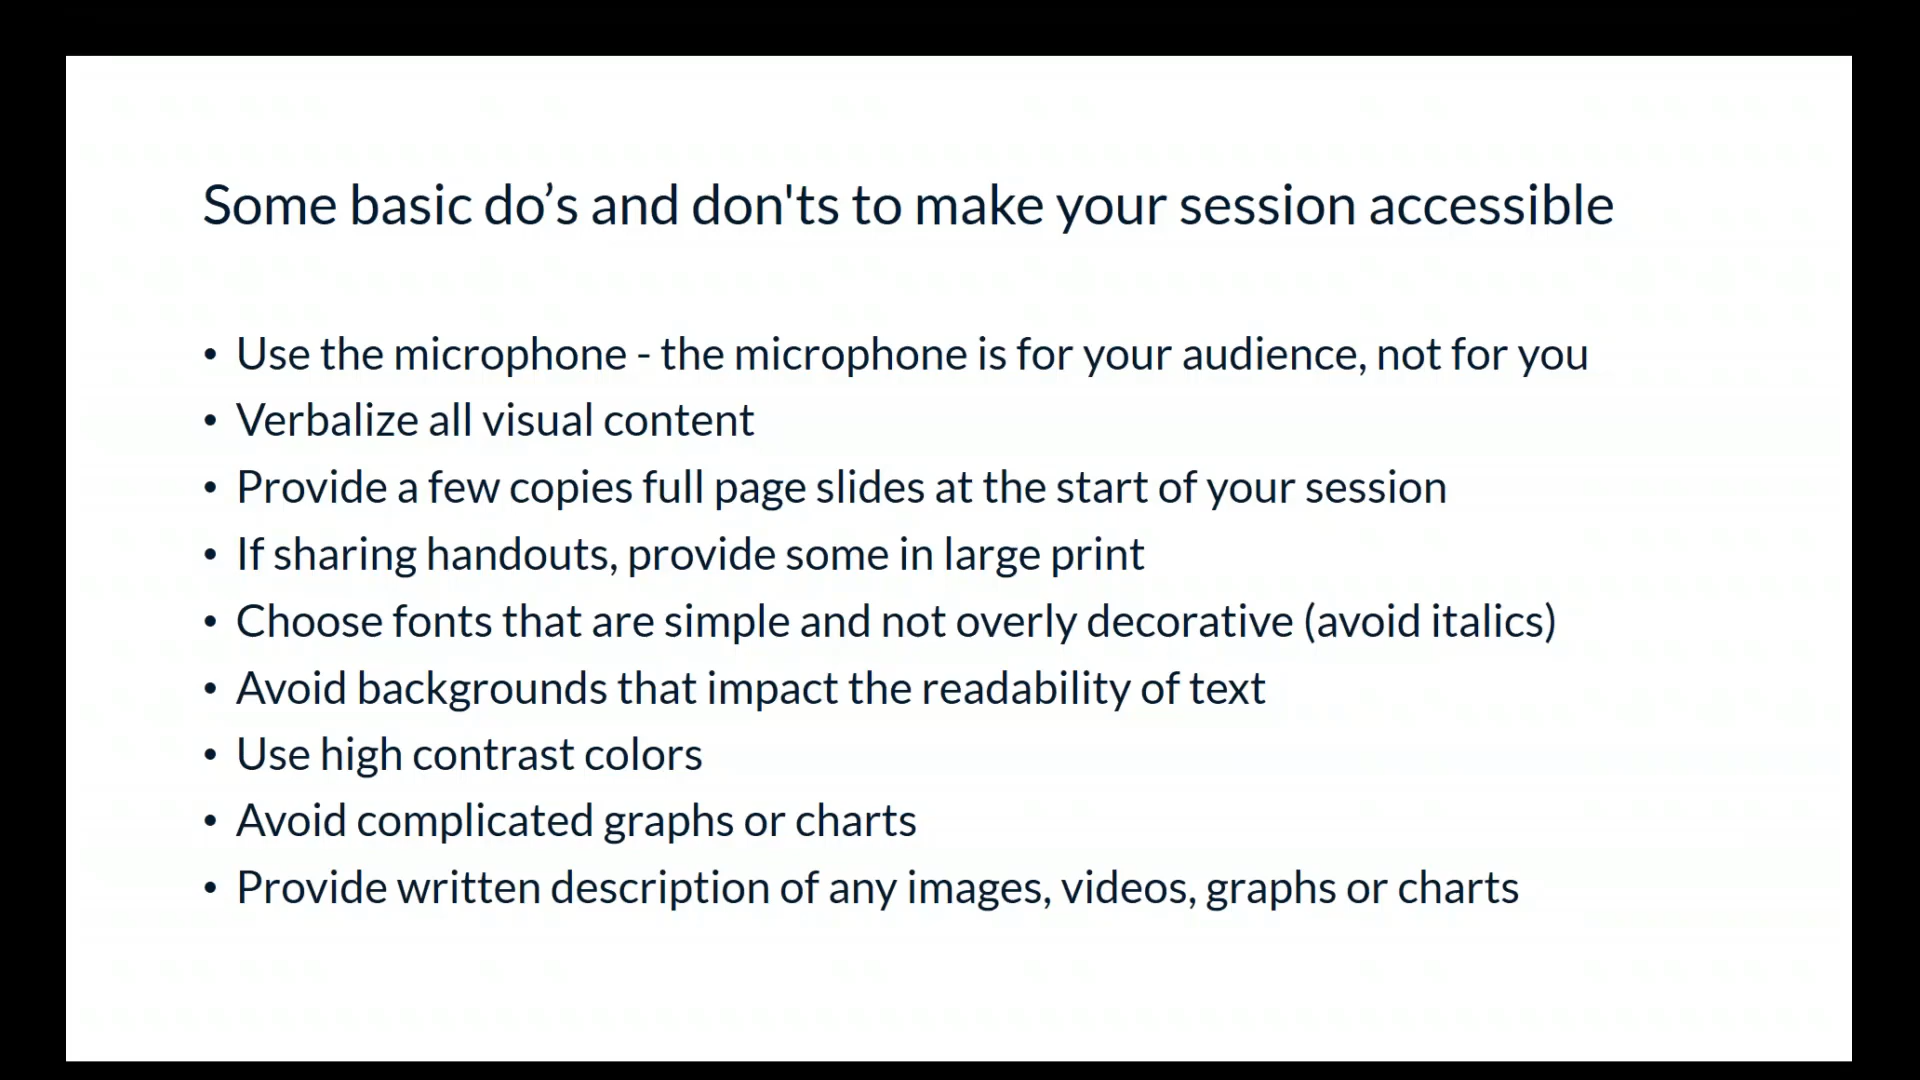 Some basic do’s and don'ts to make your session accessible
• Use the microphone - the microphone is for your audience, not for you
• Verbalize all visual content
• Provide a few copies full page slides at the start of your session
• If sharing handouts, provide some in large print
• Choose fonts that are simple and not overly decorative (avoid italics)
• Avoid backgrounds that impact the readability of text
• Use high contrast colors
• Avoid complicated graphs or charts
• Provide written description of any images, videos, graphs or charts